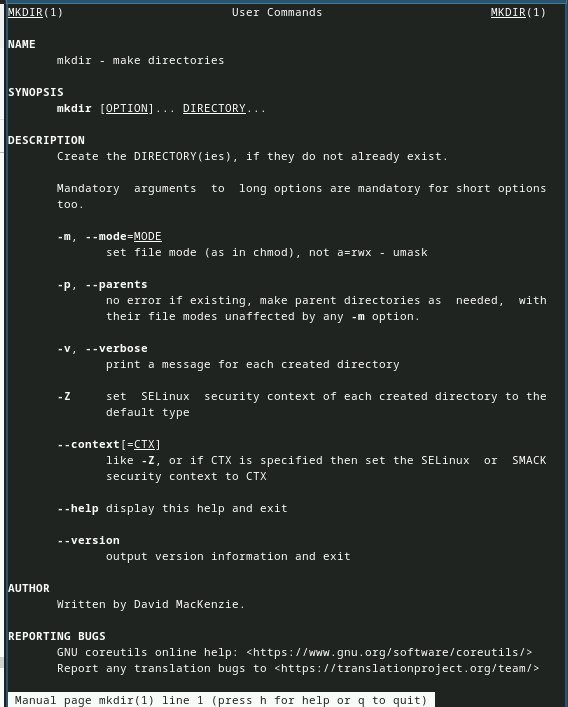 MKDIR(1) User Commands MKDIR(1)
NAME
mkdir - make directories
SYNOPSIS
mkdir [OPTION]... DIRECTORY...
DESCRIPTION
Create the DIRECTORY(ies), if they do not already exist.
Mandatory arguments to long options are mandatory for short options
too.
-m, --mode=MODE
set file mode (as in chmod), not a=rwx - umask
-p, --parents
no error if existing, make parent directories as needed, with
their file modes unaffected by any -m option.
-v, --verbose
print a message for each created directory
-Z set SELinux security context of each created directory to the
default type
--context[=CTX]
like -Z, or if CTX is specified then set the SELinux or SMACK
security context to CTX
--help display this help and exit
--version
output version information and exit
AUTHOR
Written by David MacKenzie.
REPORTING BUGS
GNU coreutils online help: <https://www.gnu.org/software/coreutils/>
Report any translation bugs to <https://translationproject.org/team/>
Manual page mkdir(1) line 1 (press h for help or q to quit)